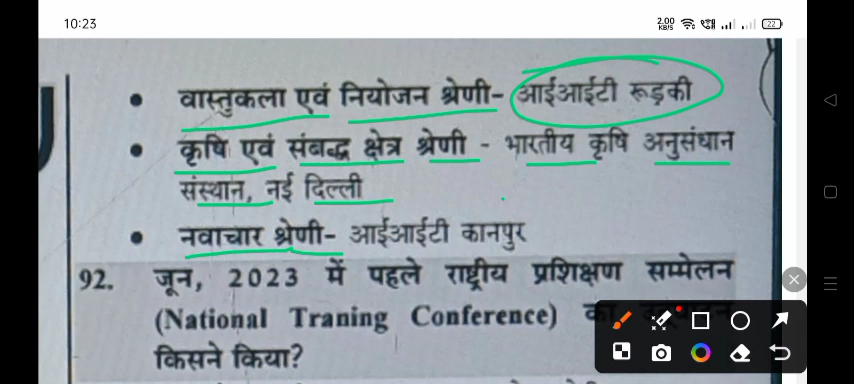 10:23
2.00 KB/S
22
• वास्तुकला एवं नियोजन श्रेणी- आईआईटी रूड़की
• कृषि एवं संबद्ध क्षेत्र श्रेणी - भारतीय कृषि अनुसंधान
संस्थान, नई दिल्ली
• नवाचार श्रेणी- आईआईटी कानपुर
92. जून, 2023 में पहले राष्ट्रीय प्रशिक्षण सम्मेलन
(National Traning Conference) का
किसने किया?